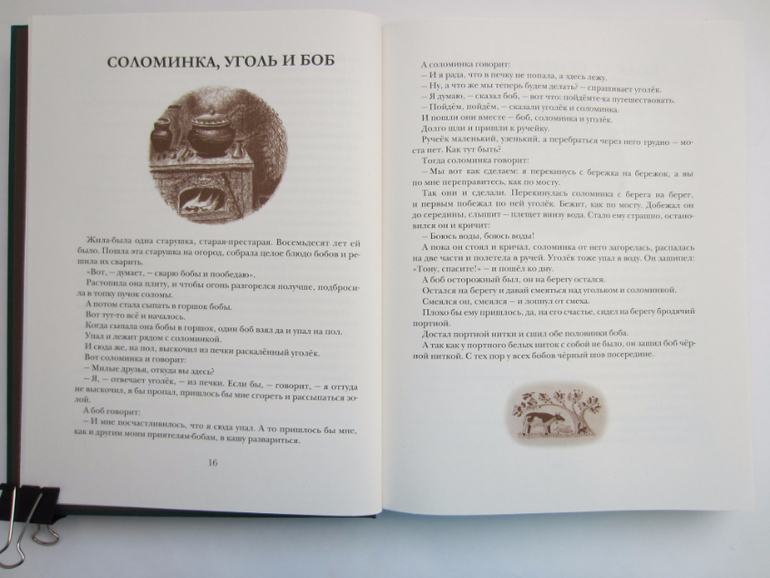 СОЛОМИНКА, УГОЛЬ И БОБ
Жила-была одна старушка, старая-престарая. Восемьдесят лет ей
было. Пошла эта старушка на огород, собрала целое блюдо бобов и ре-
шила их сварить.
„Вот, – думает, – сварю бобы и пообедаю".
Растопила она плиту, и чтобы огонь разгорелся получше, подброси-
ла в топку пучок соломы.
А потом стала сыпать в горшок бобы.
Вот тут-то всё и началось.
Когда сыпала она бобы в горшок, один боб взял да и упал на пол.
Упал и лежит рядом с соломинкой.
И сюда же, на пол, выскочил из печки раскалённый уголёк.
Вот соломинка и говорит:
– Милые друзья, откуда вы здесь?
– Я, – отвечает уголёк, – из печки. Если бы, – говорит, – я оттуда
не выскочил, я бы пропал, пришлось бы мне сгореть и рассыпаться зо-
лой.
А боб говорит:
– И мне посчастливилось, что я сюда упал. А то пришлось бы мне,
как и другим моим приятелям-бобам, в кашу развариться.
16
А соломинка говорит:
– И я рада, что в печку не попала, а здесь лежу.
– Ну, а что же мы теперь будем делать? – спрашивает уголёк.
– Я думаю, – сказал боб, – вот что: пойдёмте-ка путешествовать.
– Пойдём, пойдём, – сказали уголёк и соломинка.
И пошли они вместе – боб, соломинка и уголёк.
Долго шли и пришли к ручейку.
Ручеёк маленький, узенький, а перебраться через него трудно – мо-
ста нет. Как тут быть?
Тогда соломинка говорит:
– Мы вот как сделаем: я перекинусь с бережка на бережок, а вы
по мне переправитесь, как по мосту.
Так они и сделали. Перекинулась соломинка с берега на берег,
и первым побежал по ней уголёк. Бежит, как по мосту. Добежал он
до середины, слышит – плещет внизу вода. Стало ему страшно, остано-
вился он и кричит:
– Боюсь воды, боюсь воды!
А пока он стоял и кричал, соломинка от него загорелась, распалась
на две части и полетела в ручей. Уголёк тоже упал в воду. Он зашипел:
„Тону, спасите!" – и пошёл ко дну.
А боб осторожный был, он на берегу остался.
Остался на берегу и давай смеяться над угольком и соломинкой.
Смеялся он, смеялся – и лопнул от смеха.
Плохо бы ему пришлось, да, на его счастье, сидел на берегу бродячий
портной.
Достал портной нитки и сшил обе половинки боба.
А так как у портного белых ниток с собой не было, он зашил боб чёр-
ной ниткой. С тех пор у всех бобов чёрный шов посередине.